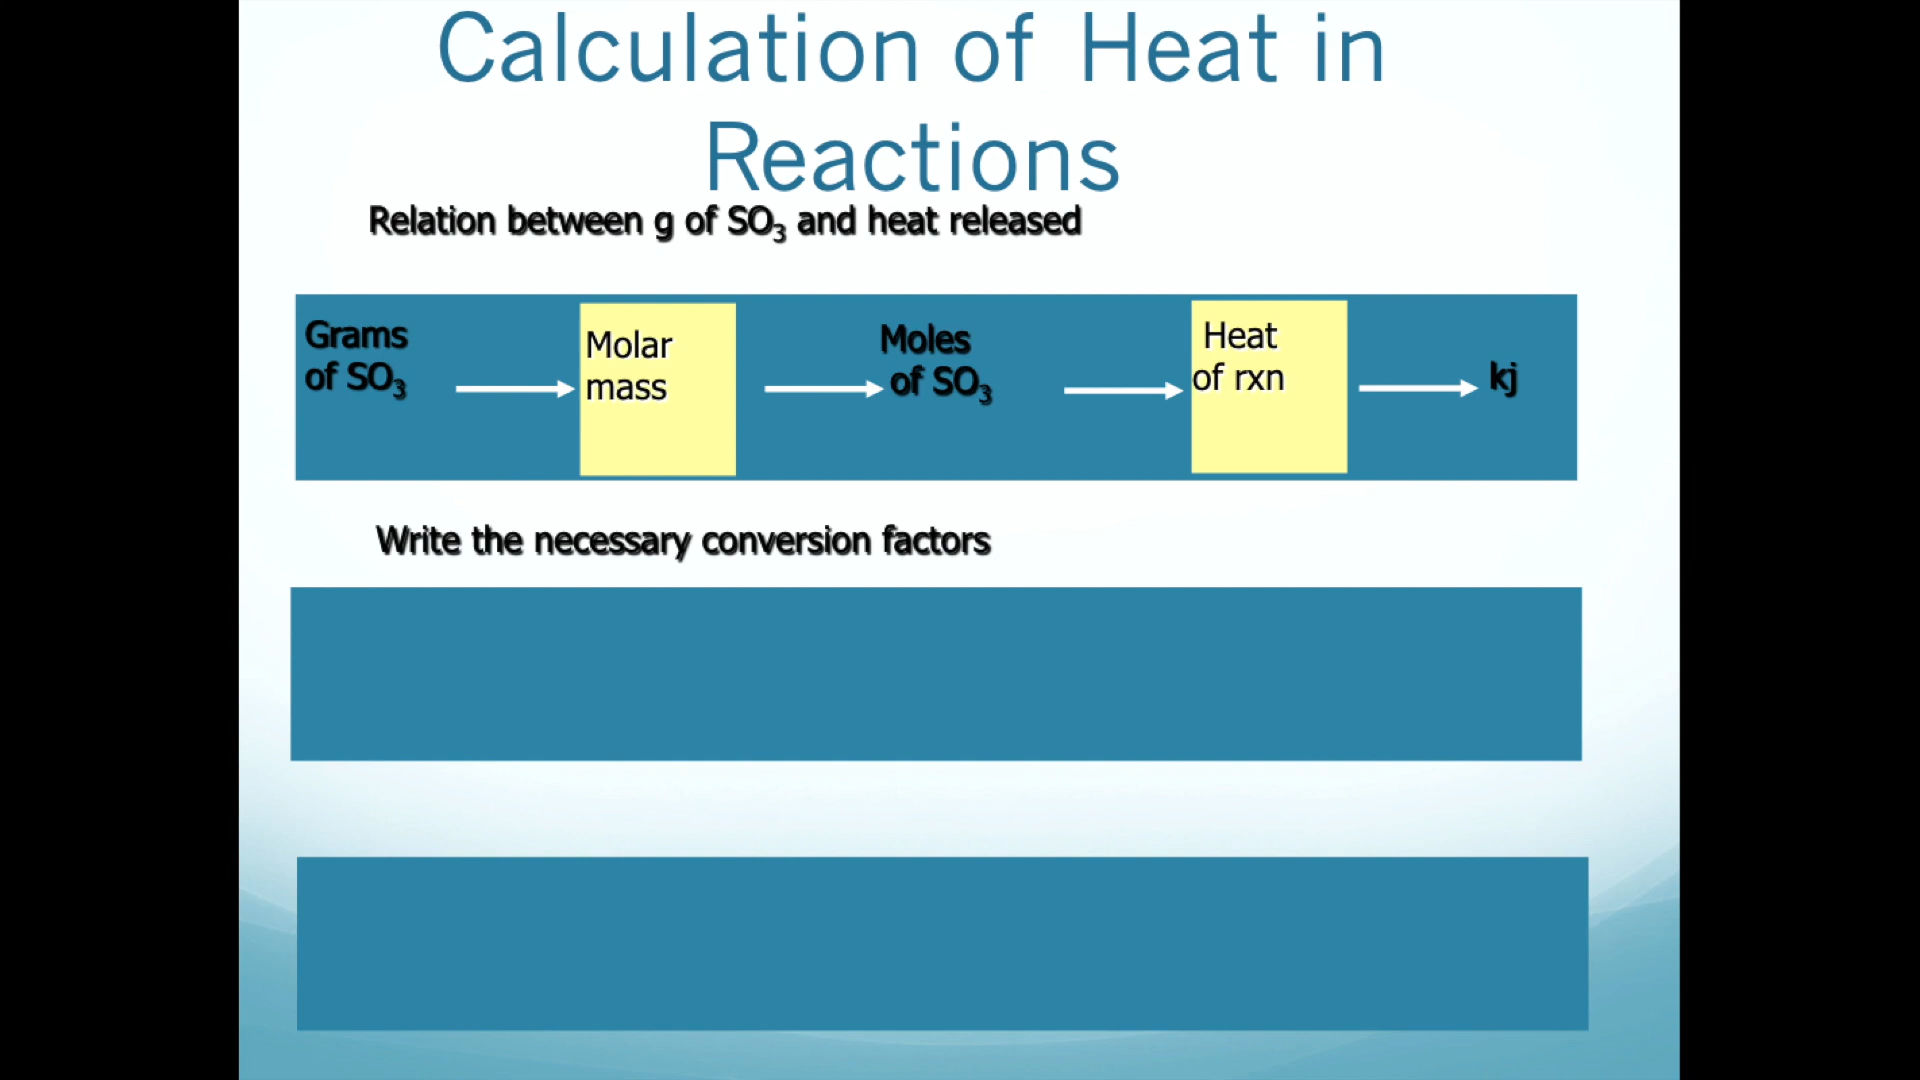 Calculation of Heat in
Reactions
Relation between g of SO₃ and heat released
Grams
of SO₃
Molar
mass
Moles
of SO₃
Heat
of rxn
kj
Write the necessary conversion factors